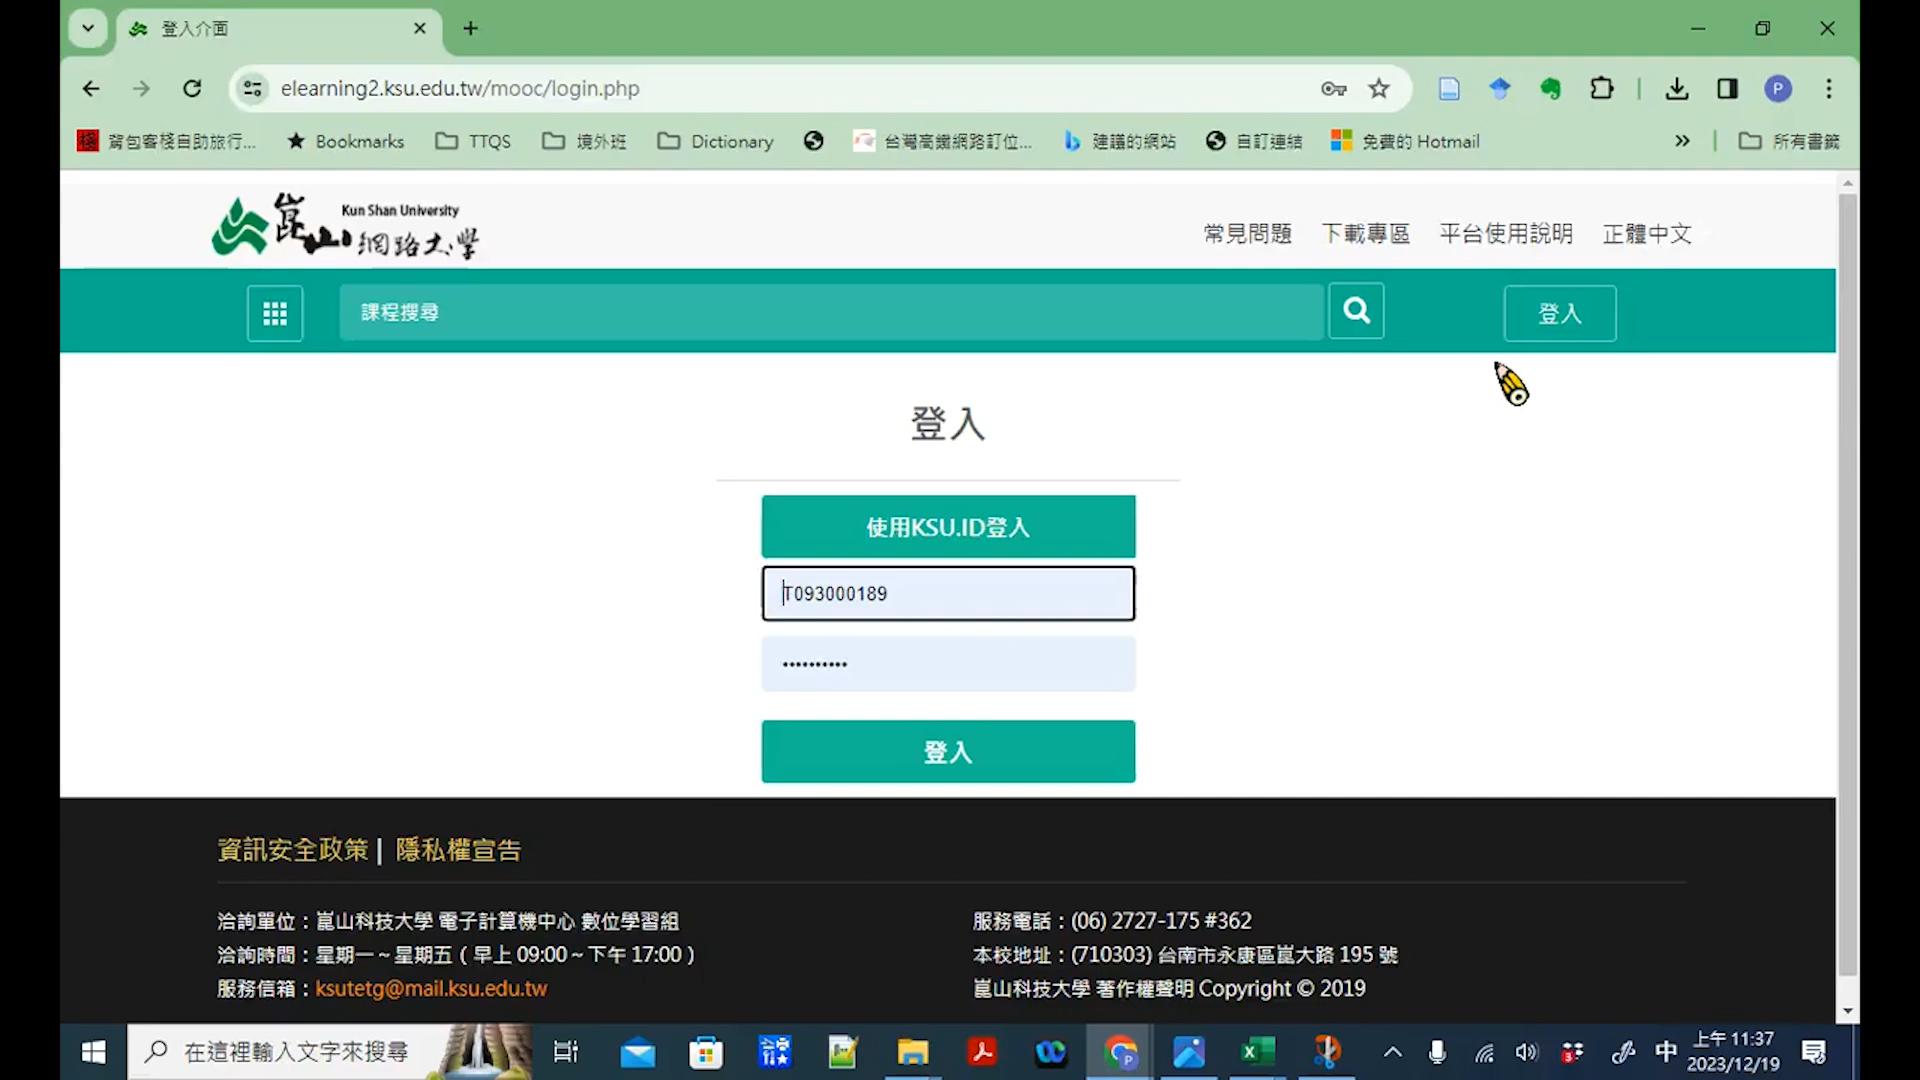 登入介面
elearning2.ksu.edu.tw/mooc/login.php
P
背包客棧自助旅行... Bookmarks TTQS 境外班 Dictionary 台灣高鐵網路訂位... 建議的網站 自訂連結 免費的 Hotmail » 所有書籤
Kun Shan University
崑山網路大學
常見問題 下載專區 平台使用說明 正體中文
課程搜尋
登入
登入
使用KSU.ID登入
T093000189
••••••••••
登入
資訊安全政策 | 隱私權宣告
洽詢單位：崑山科技大學 電子計算機中心 數位學習組
洽詢時間：星期一～星期五 ( 早上 09:00～下午 17:00 )
服務信箱：ksutetg@mail.ksu.edu.tw
服務電話：(06) 2727-175 #362
本校地址：(710303) 台南市永康區崑大路 195 號
崑山科技大學 著作權聲明 Copyright © 2019
在這裡輸入文字來搜尋
中
上午 11:37
2023/12/19